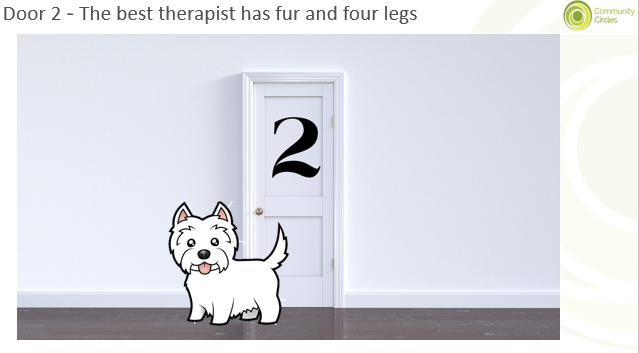 Door 2 - The best therapist has fur and four legs
Community
Circles
2